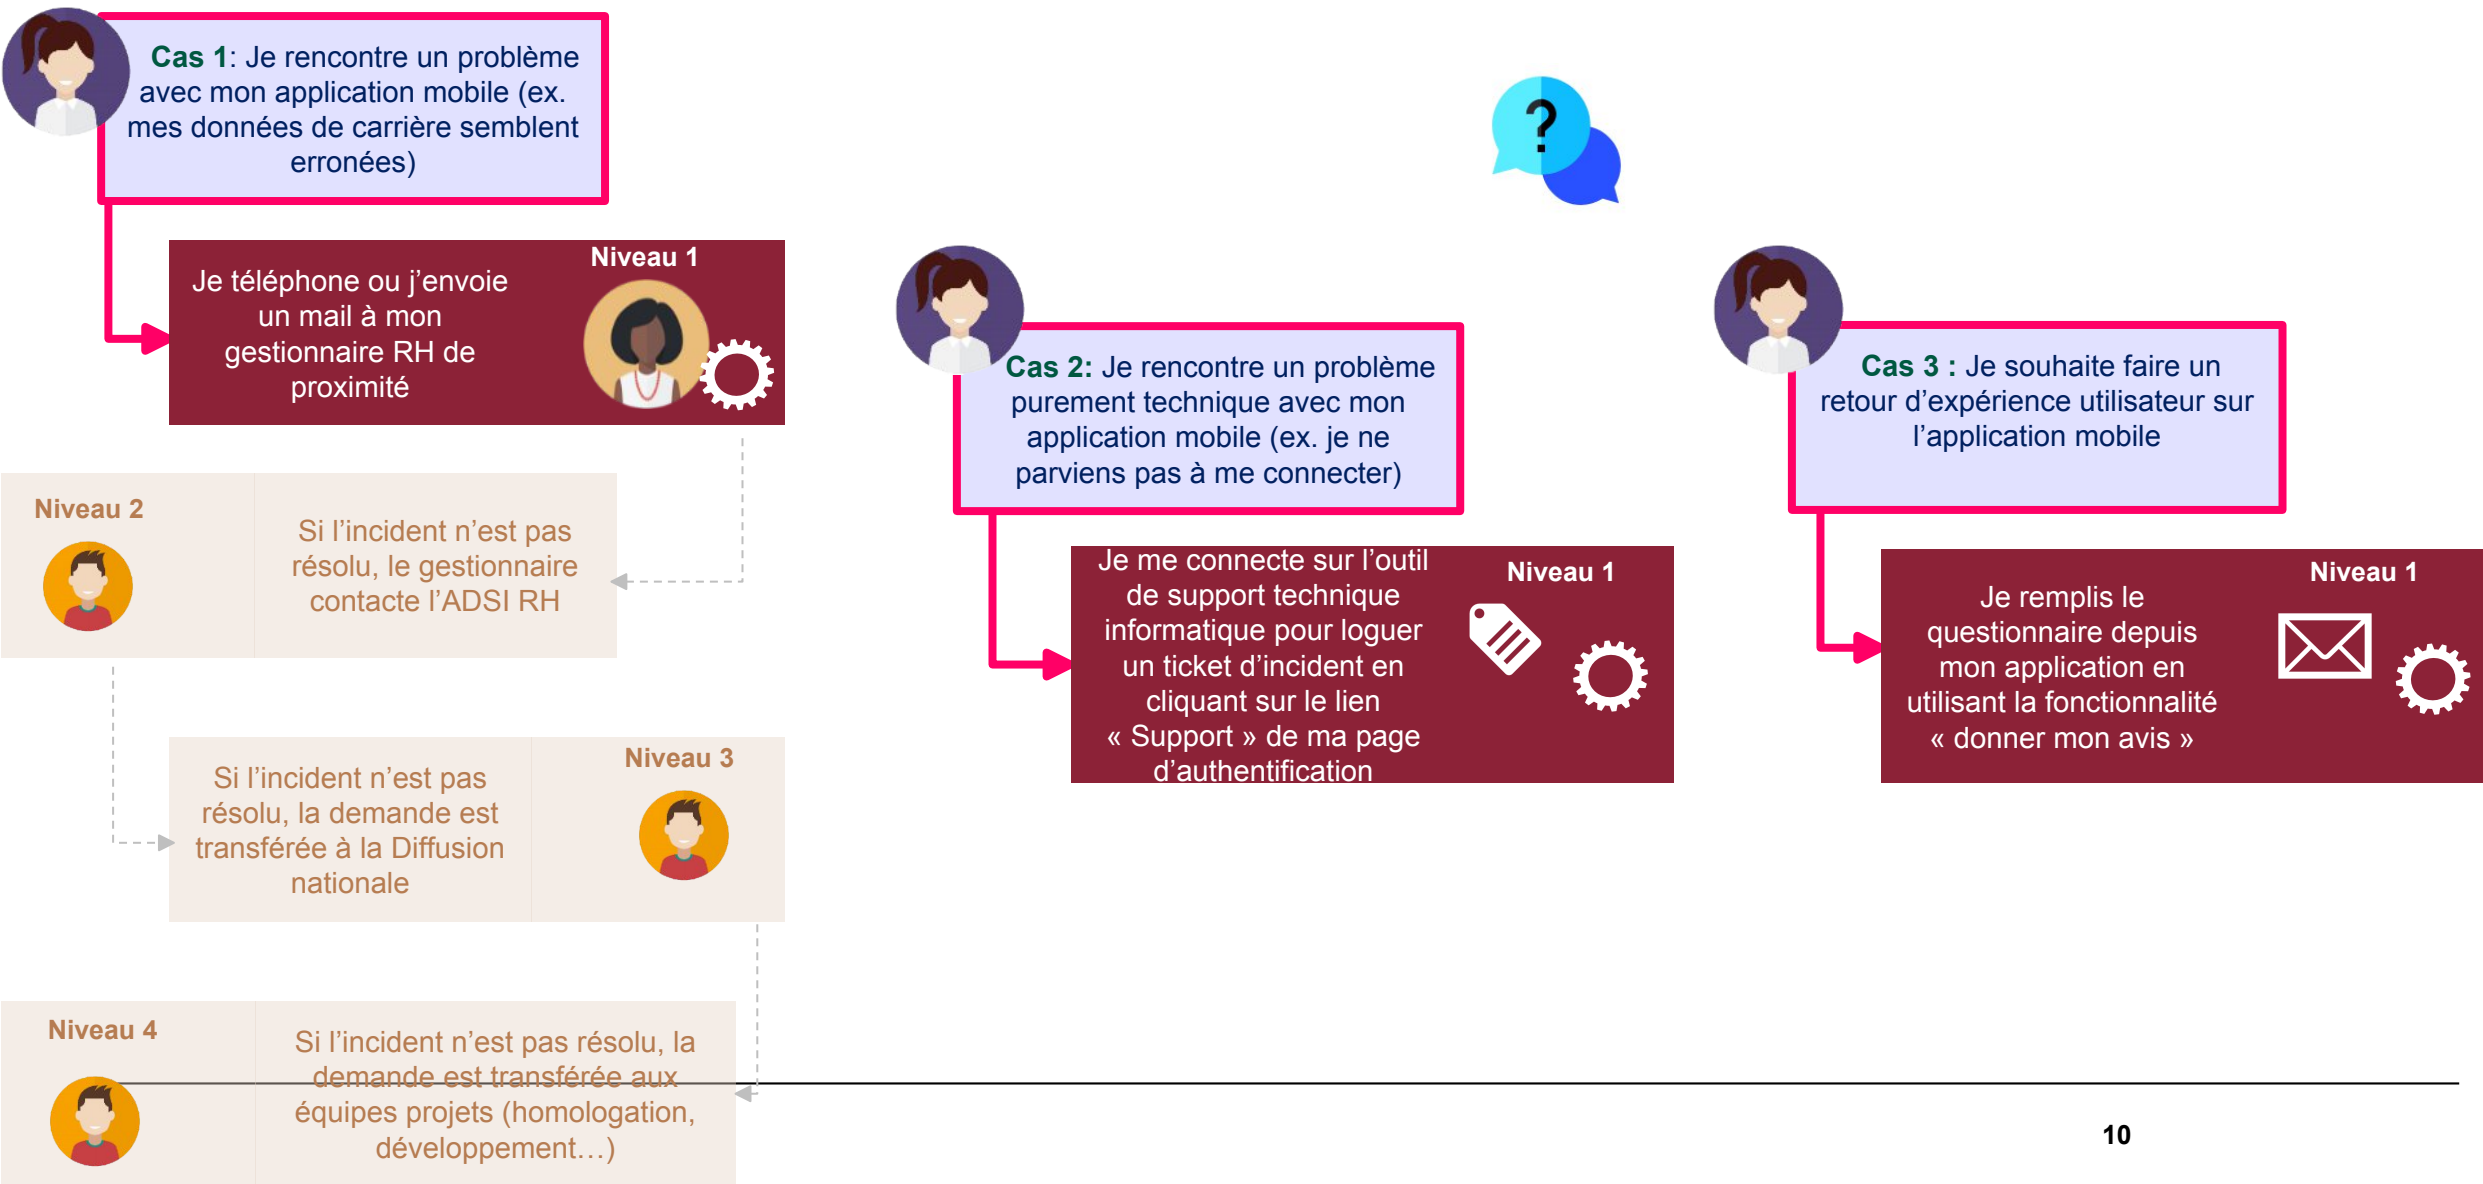 Cas 1: Je rencontre un problème
avec mon application mobile (ex.
mes données de carrière semblent
erronées)
Niveau 1
Je téléphone ou j’envoie
un mail à mon
gestionnaire RH de
proximité
Niveau 2
Si l’incident n’est pas
résolu, le gestionnaire
contacte l’ADSI RH
Niveau 3
Si l’incident n’est pas
résolu, la demande est
transférée à la Diffusion
nationale
Niveau 4
Si l’incident n’est pas résolu, la
demande est transférée aux
équipes projets (homologation,
développement…)
?
Cas 2: Je rencontre un problème
purement technique avec mon
application mobile (ex. je ne
parviens pas à me connecter)
Je me connecte sur l’outil
de support technique
informatique pour loguer
un ticket d’incident en
cliquant sur le lien
« Support » de ma page
d’authentification
Niveau 1
Cas 3 : Je souhaite faire un
retour d’expérience utilisateur sur
l’application mobile
Niveau 1
Je remplis le
questionnaire depuis
mon application en
utilisant la fonctionnalité
« donner mon avis »
10